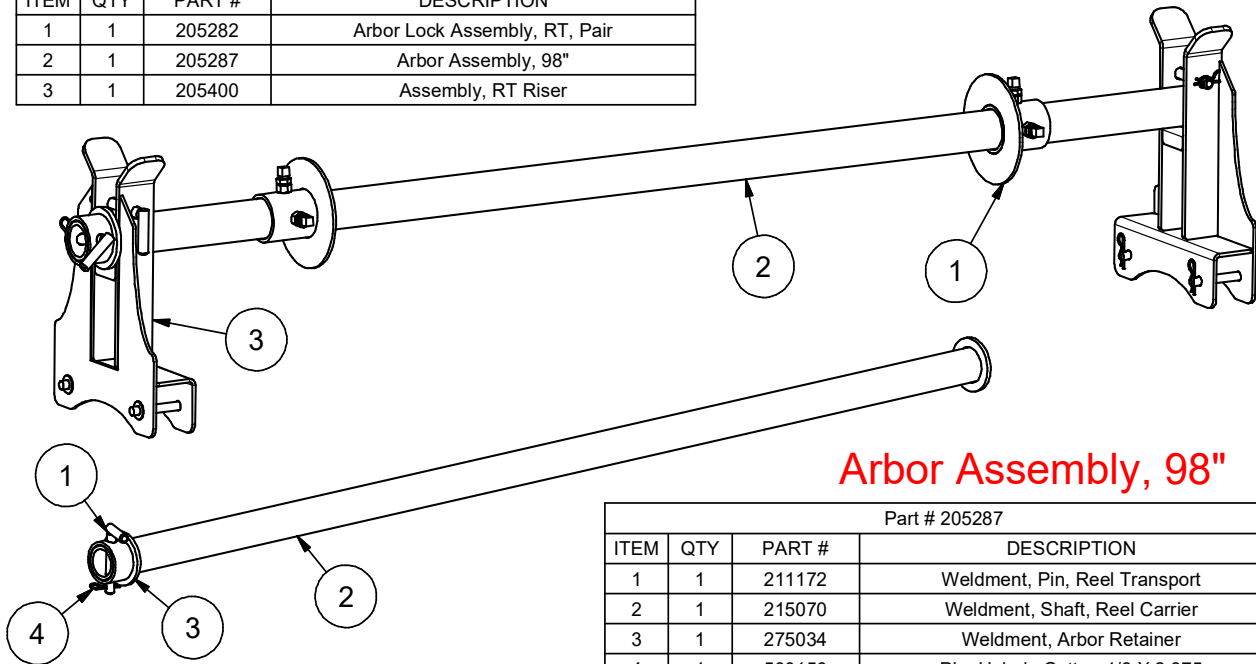 ITEM QTY PART # DESCRIPTION
1 1 205282 Arbor Lock Assembly, RT, Pair
2 1 205287 Arbor Assembly, 98"
3 1 205400 Assembly, RT Riser
2
1
3
1
Arbor Assembly, 98"
Part # 205287
ITEM QTY PART # DESCRIPTION
1 1 211172 Weldment, Pin, Reel Transport
2 1 215070 Weldment, Shaft, Reel Carrier
3 1 275034 Weldment, Arbor Retainer
2
3
4